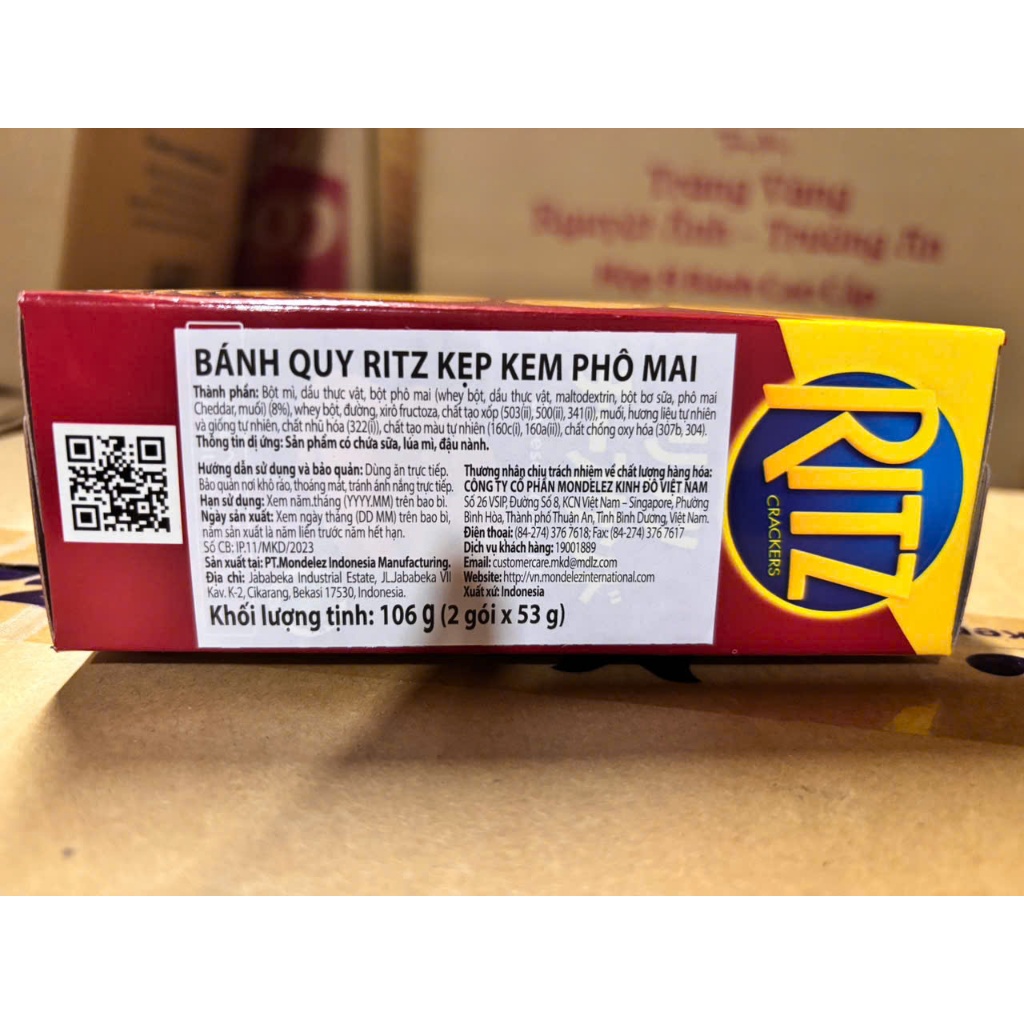 Trăng Vàng
BÁNH QUY RITZ KẸP KEM PHÔ MAI
Thành phần: Bột mì, dầu thực vật, bột phô mai (whey bột, dầu thực vật, maltodextrin, bột bơ sữa, phô mai
Cheddar, muối) (8%), whey bột, đường, xirô fructoza, chất tạo xốp (503(ii), 500(ii), 341(i)), muối, hương liệu tự nhiên
và giống tự nhiên, chất nhũ hóa (322(i)), chất tạo màu tự nhiên (160c(i), 160a(ii)), chất chống oxy hóa (307b, 304).
Thông tin dị ứng: Sản phẩm có chứa sữa, lúa mì, đậu nành.
Hướng dẫn sử dụng và bảo quản: Dùng ăn trực tiếp.
Bảo quản nơi khô ráo, thoáng mát, tránh ánh nắng trực tiếp.
Hạn sử dụng: Xem năm.tháng (YYYY.MM) trên bao bì.
Ngày sản xuất: Xem ngày tháng (DD MM) trên bao bì,
năm sản xuất là năm liền trước năm hết hạn.
Số CB: IP.11/MKD/2023
Sản xuất tại: PT.Mondelez Indonesia Manufacturing.
Địa chỉ: Jababeka Industrial Estate, JL.Jababeka VII
Kav. K-2, Cikarang, Bekasi 17530, Indonesia.
Thương nhân chịu trách nhiệm về chất lượng hàng hóa:
CÔNG TY CỔ PHẦN MONDELEZ KINH ĐÔ VIỆT NAM
Số 26 VSIP, Đường Số 8, KCN Việt Nam – Singapore, Phường
Bình Hòa, Thành phố Thuận An, Tỉnh Bình Dương, Việt Nam.
Điện thoại: (84-274) 376 7618; Fax: (84-274) 376 7617
Dịch vụ khách hàng: 19001889
Email: customercare.mkd@mdlz.com
Website: http://vn.mondelezinternational.com
Xuất xứ: Indonesia
Khối lượng tịnh: 106 g (2 gói x 53 g)
RITZ
CRACKERS